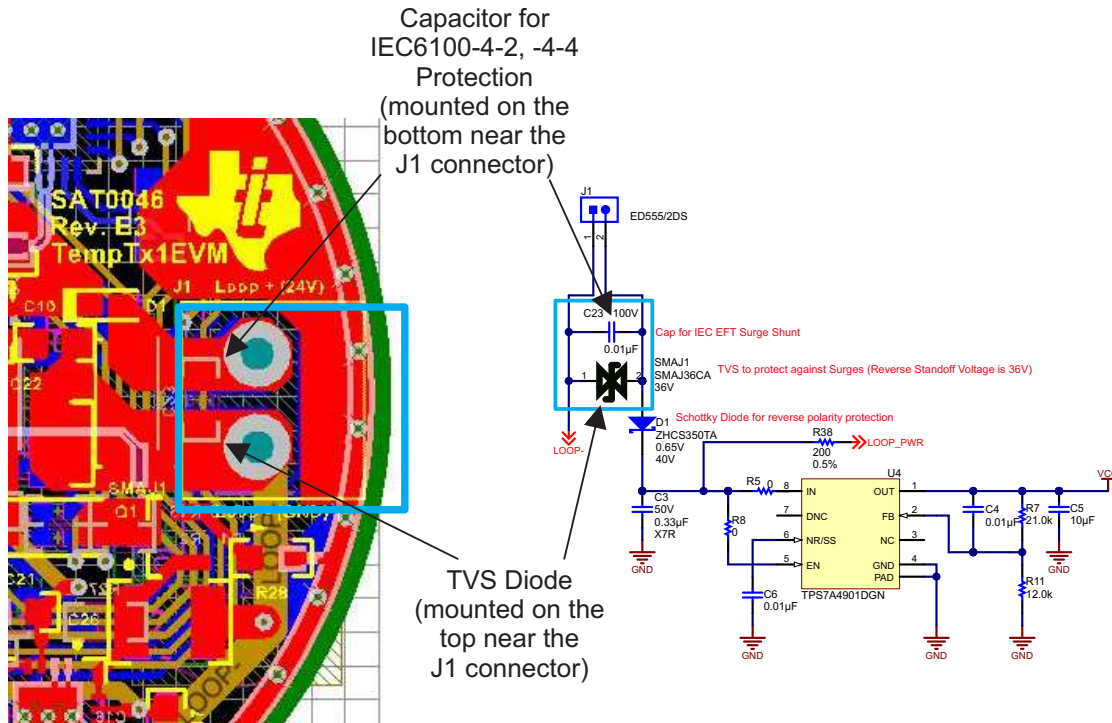 Capacitor for
IEC6100-4-2, -4-4
Protection
(mounted on the
bottom near the
J1 connector)
SAT0046
Rev. E3
TempTx1EVM
J1 Loop + (24V)
C10
D1
C22
SMAJ1
Q1
C21
C26
R28
LOOP-
LOOP-
TVS Diode
(mounted on the
top near the
J1 connector)
J1
ED555/2DS
1
2
C23 100V
Cap for IEC EFT Surge Shunt
0.01µF
SMAJ1
SMAJ36CA
36V
1
2
TVS to protect against Surges (Reverse Standoff Voltage is 36V)
Schottky Diode for reverse polarity protection
LOOP-
D1
ZHCS350TA
0.65V
40V
R38
200
0.5%
LOOP_PWR
C3
50V
0.33µF
X7R
GND
R5 0
R8
0
U4
8 IN
7 DNC
6 NR/SS
5 EN
OUT 1
FB 2
NC 3
GND 4
PAD
TPS7A4901DGN
C6
0.01µF
GND
GND
C4
0.01µF
R7
21.0k
C5
10µF
GND
R11
12.0k
GND